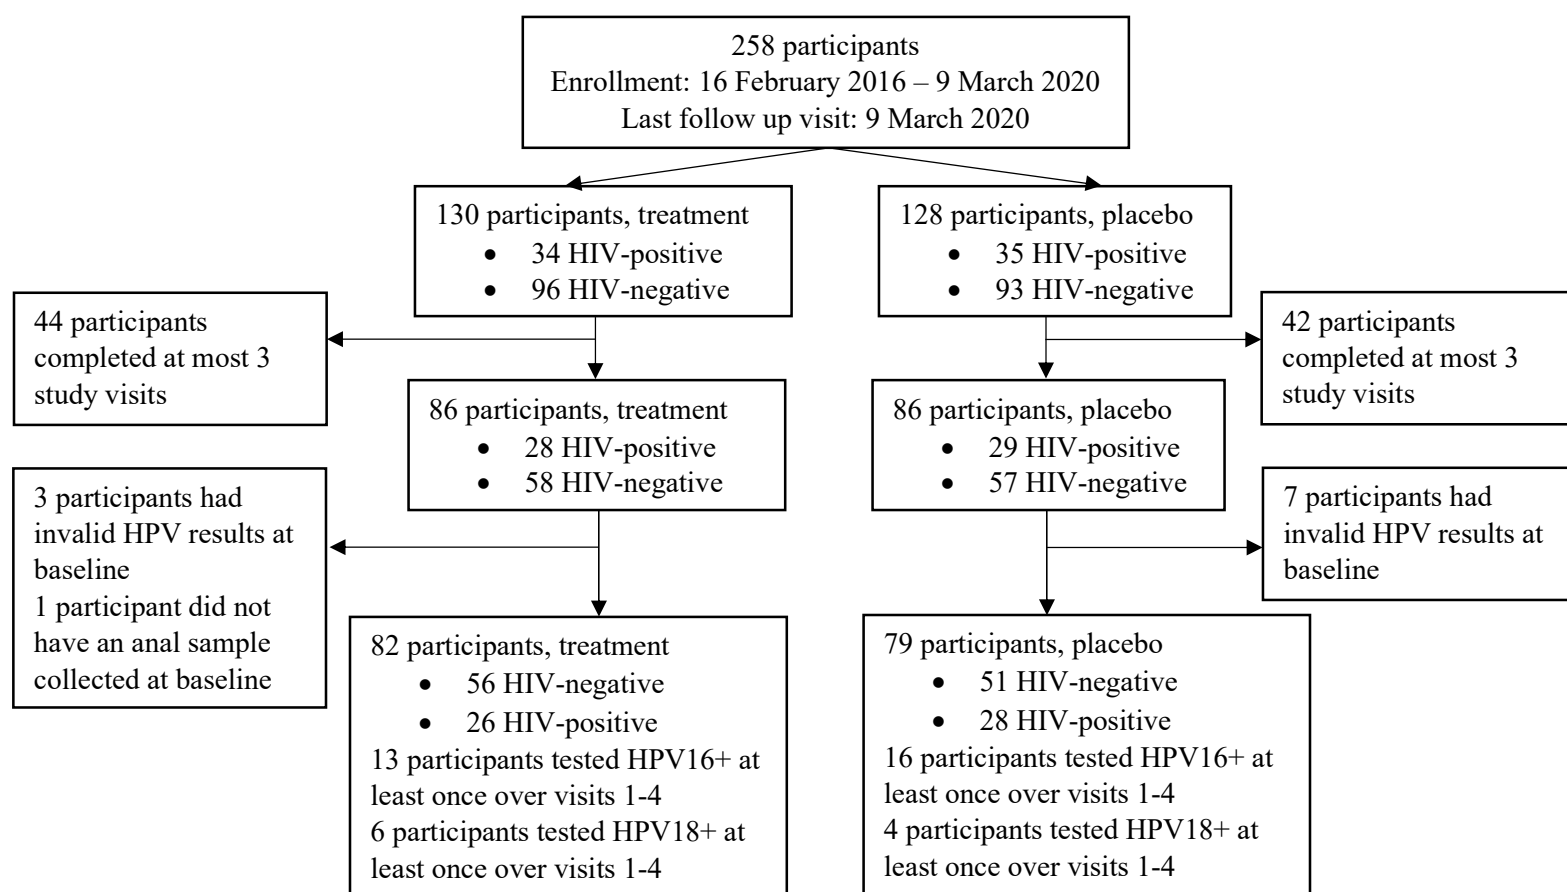 258 participants
Enrollment: 16 February 2016 – 9 March 2020
Last follow up visit: 9 March 2020
130 participants, treatment
• 34 HIV-positive
• 96 HIV-negative
128 participants, placebo
• 35 HIV-positive
• 93 HIV-negative
44 participants
completed at most 3
study visits
42 participants
completed at most 3
study visits
86 participants, treatment
• 28 HIV-positive
• 58 HIV-negative
86 participants, placebo
• 29 HIV-positive
• 57 HIV-negative
3 participants had
invalid HPV results at
baseline
1 participant did not
have an anal sample
collected at baseline
7 participants had
invalid HPV results at
baseline
82 participants, treatment
• 56 HIV-negative
• 26 HIV-positive
13 participants tested HPV16+ at
least once over visits 1-4
6 participants tested HPV18+ at
least once over visits 1-4
79 participants, placebo
• 51 HIV-negative
• 28 HIV-positive
16 participants tested HPV16+ at
least once over visits 1-4
4 participants tested HPV18+ at
least once over visits 1-4